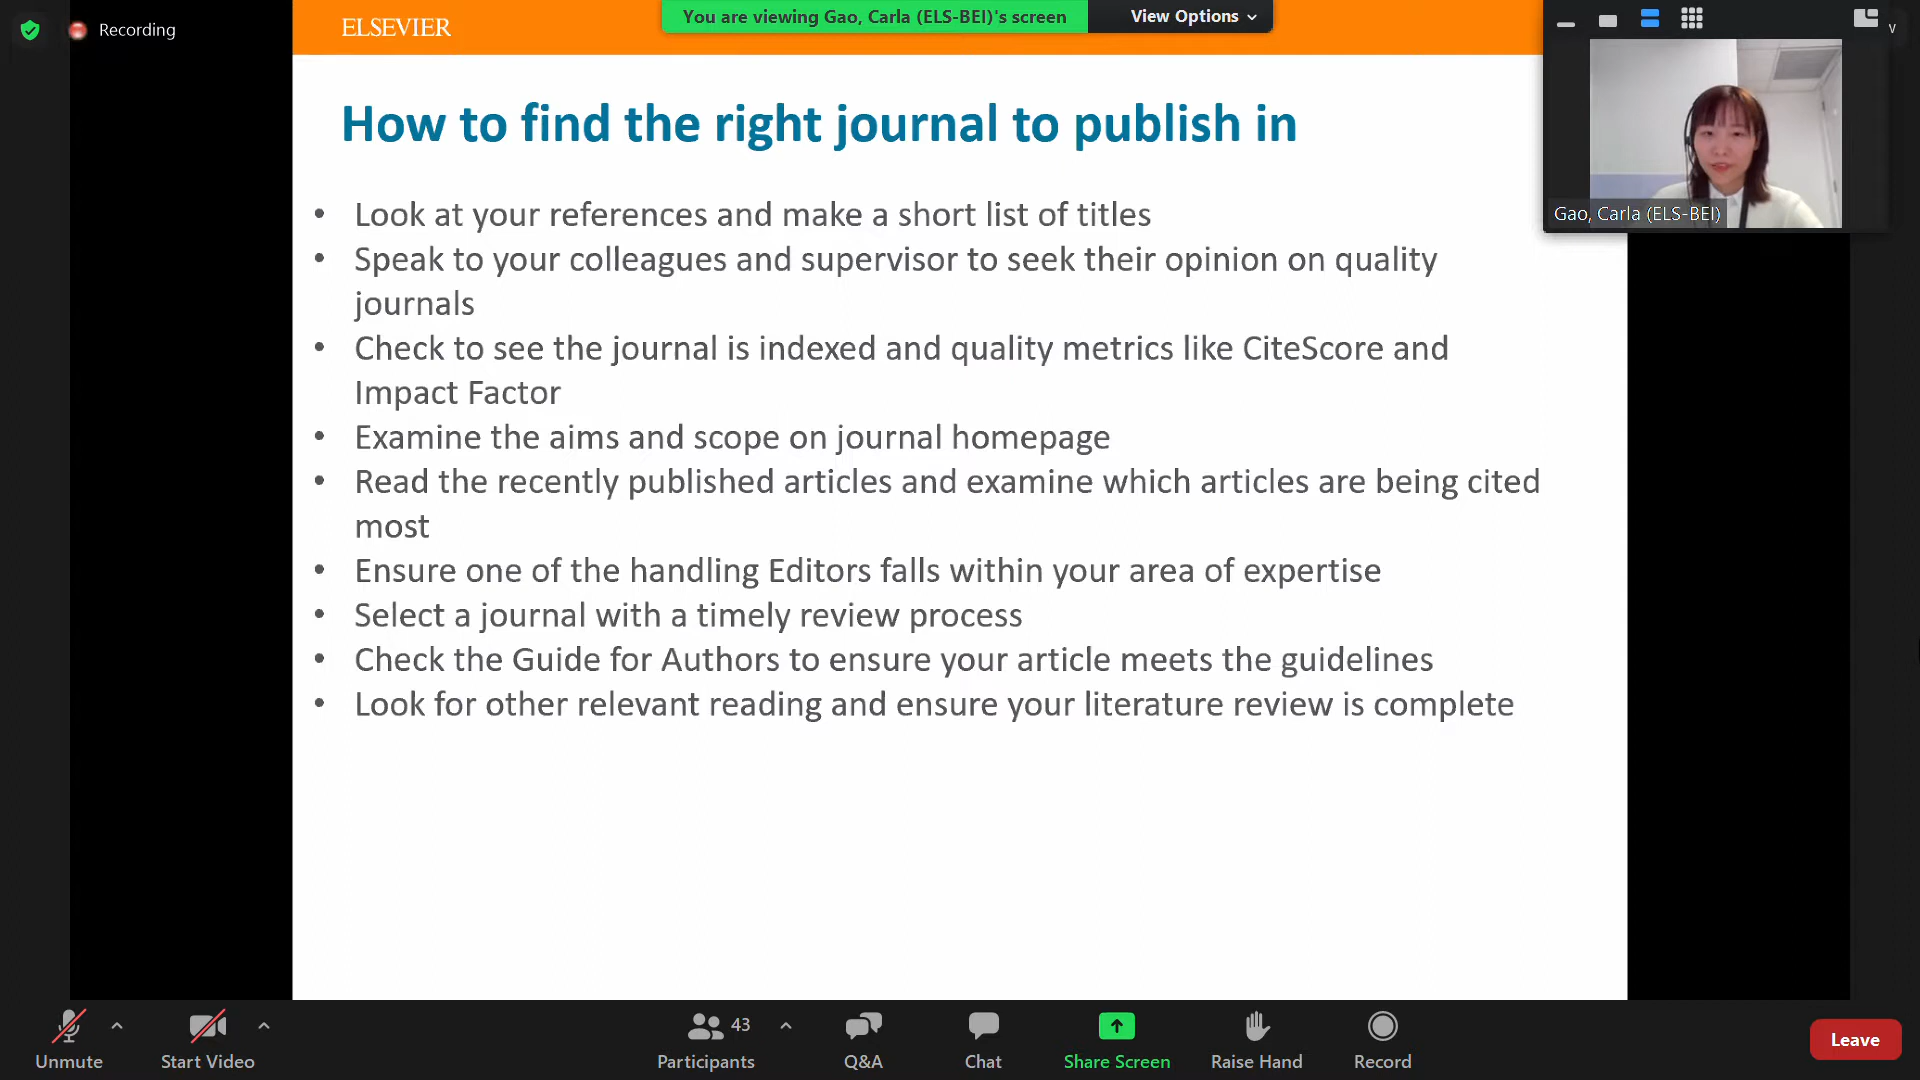 Recording
ELSEVIER
You are viewing Gao, Carla (ELS-BEI)'s screen
View Options
Gao, Carla (ELS-BEI)
How to find the right journal to publish in
• Look at your references and make a short list of titles
• Speak to your colleagues and supervisor to seek their opinion on quality
journals
• Check to see the journal is indexed and quality metrics like CiteScore and
Impact Factor
• Examine the aims and scope on journal homepage
• Read the recently published articles and examine which articles are being cited
most
• Ensure one of the handling Editors falls within your area of expertise
• Select a journal with a timely review process
• Check the Guide for Authors to ensure your article meets the guidelines
• Look for other relevant reading and ensure your literature review is complete
Unmute
Start Video
43
Participants
Q&A
Chat
Share Screen
Raise Hand
Record
Leave